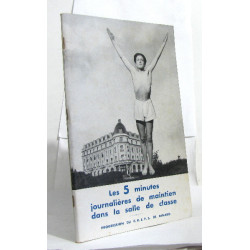 Les 5 minutes
journalières de maintien
dans la salle de classe